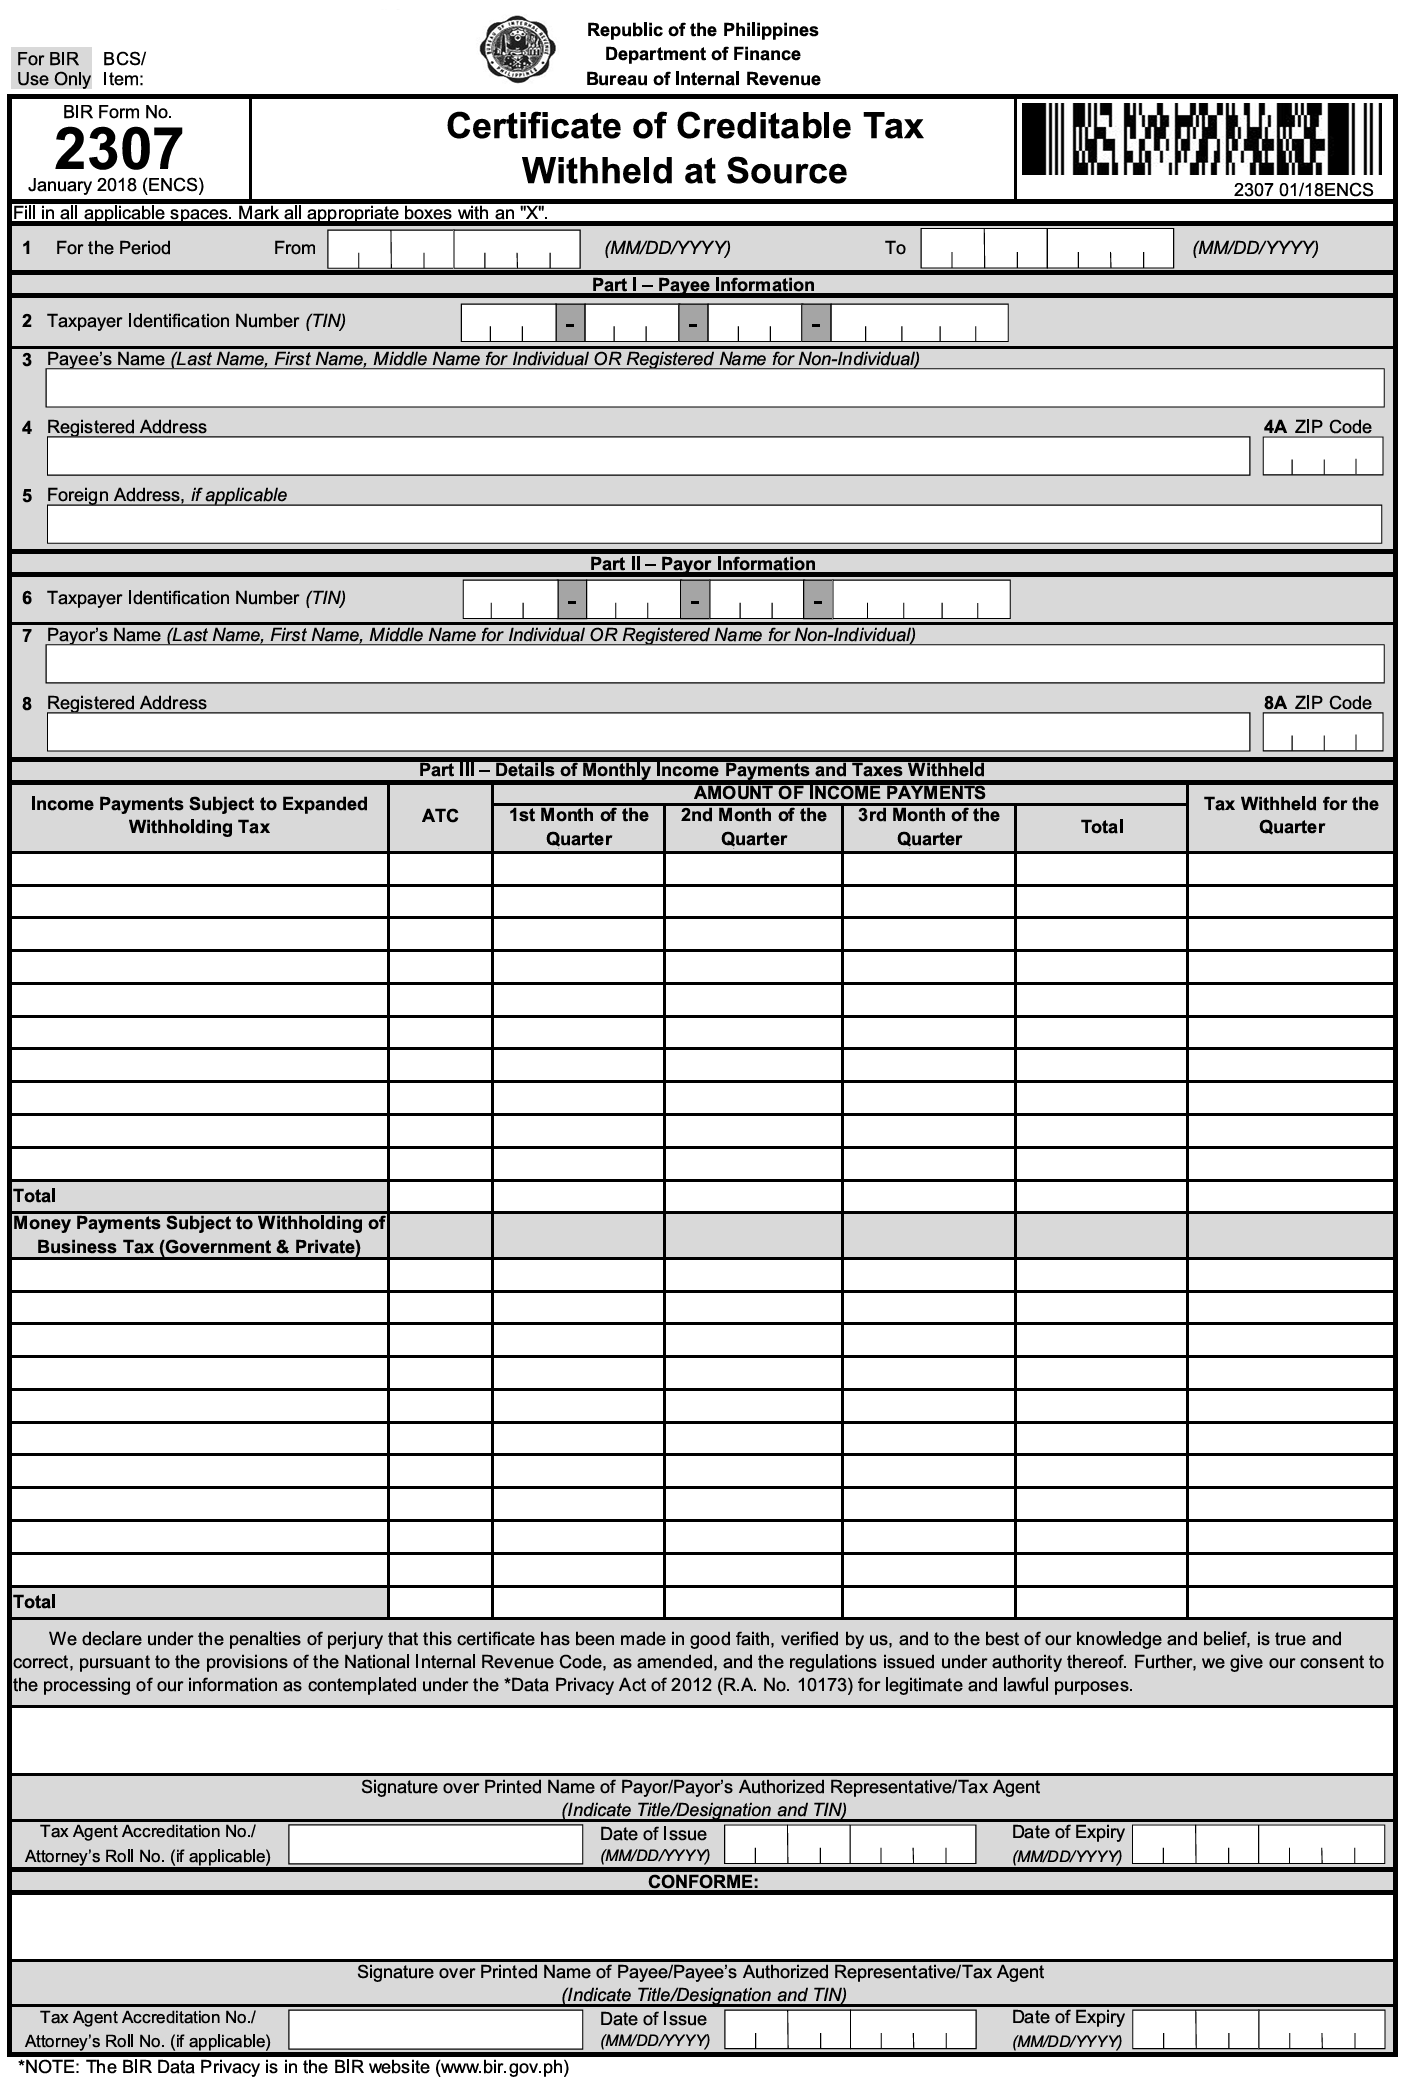 Republic of the Philippines
Department of Finance
Bureau of Internal Revenue
For BIR BCS/
Use Only Item:
BIR Form No.
2307
January 2018 (ENCS)
Certificate of Creditable Tax
Withheld at Source
2307 01/18ENCS
Fill in all applicable spaces. Mark all appropriate boxes with an "X".
1 For the Period From (MM/DD/YYYY) To (MM/DD/YYYY)
Part I – Payee Information
2 Taxpayer Identification Number (TIN) - - -
3 Payee's Name (Last Name, First Name, Middle Name for Individual OR Registered Name for Non-Individual)
4 Registered Address 4A ZIP Code
5 Foreign Address, if applicable
Part II – Payor Information
6 Taxpayer Identification Number (TIN) - - -
7 Payor's Name (Last Name, First Name, Middle Name for Individual OR Registered Name for Non-Individual)
8 Registered Address 8A ZIP Code
Part III – Details of Monthly Income Payments and Taxes Withheld
Income Payments Subject to Expanded
Withholding Tax
ATC
AMOUNT OF INCOME PAYMENTS
1st Month of the
Quarter
2nd Month of the
Quarter
3rd Month of the
Quarter
Total
Tax Withheld for the
Quarter
Total
Money Payments Subject to Withholding of
Business Tax (Government & Private)
Total
We declare under the penalties of perjury that this certificate has been made in good faith, verified by us, and to the best of our knowledge and belief, is true and
correct, pursuant to the provisions of the National Internal Revenue Code, as amended, and the regulations issued under authority thereof. Further, we give our consent to
the processing of our information as contemplated under the *Data Privacy Act of 2012 (R.A. No. 10173) for legitimate and lawful purposes.
Signature over Printed Name of Payor/Payor's Authorized Representative/Tax Agent
(Indicate Title/Designation and TIN)
Tax Agent Accreditation No./
Attorney's Roll No. (if applicable)
Date of Issue
(MM/DD/YYYY)
Date of Expiry
(MM/DD/YYYY)
CONFORME:
Signature over Printed Name of Payee/Payee's Authorized Representative/Tax Agent
(Indicate Title/Designation and TIN)
Tax Agent Accreditation No./
Attorney's Roll No. (if applicable)
Date of Issue
(MM/DD/YYYY)
Date of Expiry
(MM/DD/YYYY)
*NOTE: The BIR Data Privacy is in the BIR website (www.bir.gov.ph)